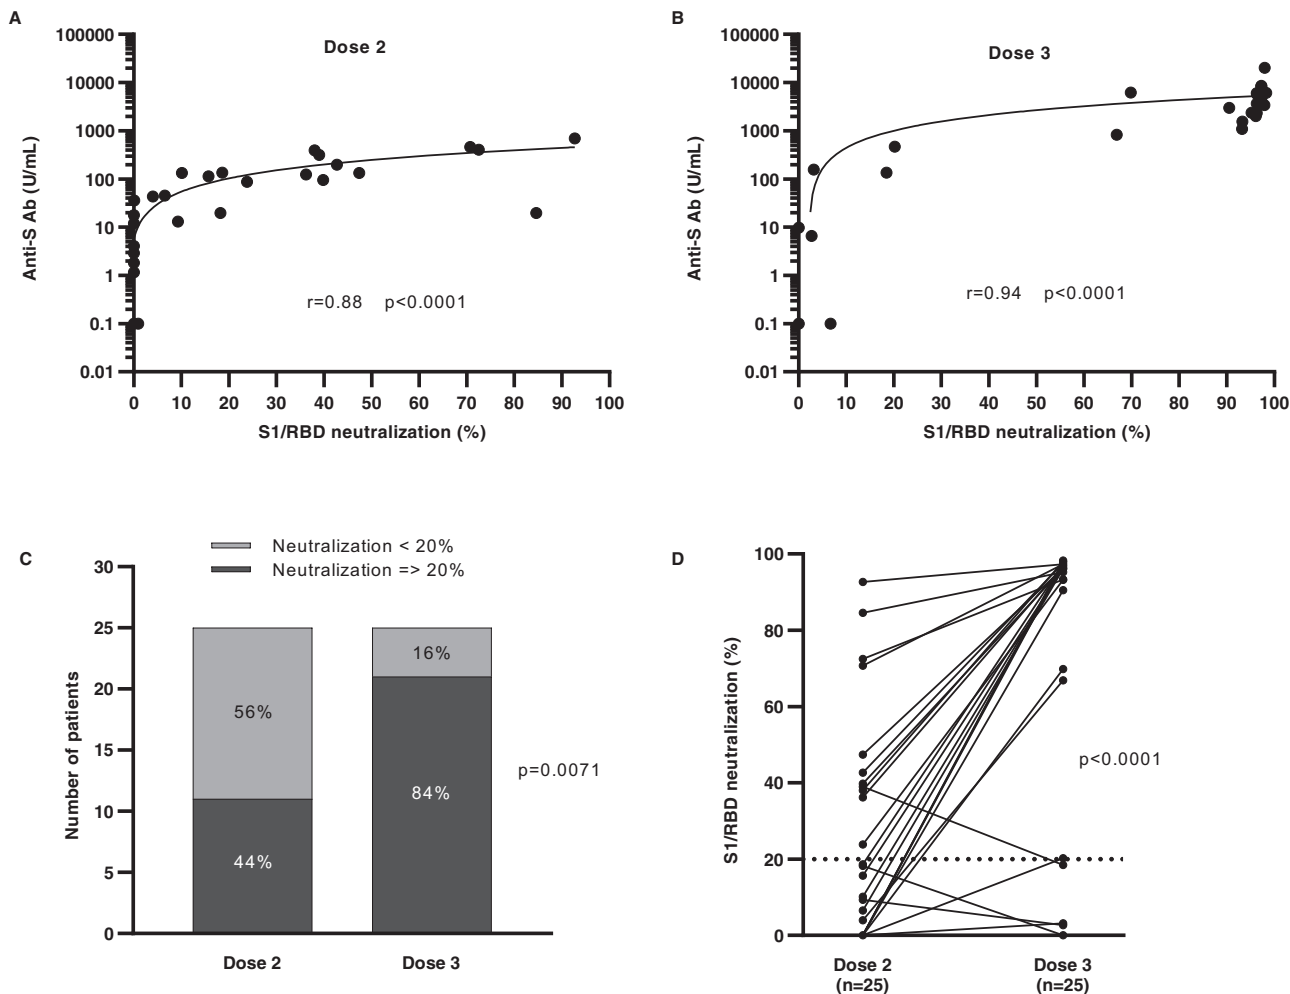 A
Dose 2
100000
10000
1000
100
10
1
0.1
0.01
Anti-S Ab (U/mL)
r=0.88 p<0.0001
0 10 20 30 40 50 60 70 80 90 100
S1/RBD neutralization (%)
B
Dose 3
100000
10000
1000
100
10
1
0.1
0.01
Anti-S Ab (U/mL)
r=0.94 p<0.0001
0 10 20 30 40 50 60 70 80 90 100
S1/RBD neutralization (%)
C
Neutralization < 20%
Neutralization => 20%
30
25
20
15
10
5
0
Number of patients
56%
44%
16%
84%
p=0.0071
Dose 2 Dose 3
D
100
80
60
40
20
0
S1/RBD neutralization (%)
p<0.0001
Dose 2 Dose 3
(n=25) (n=25)